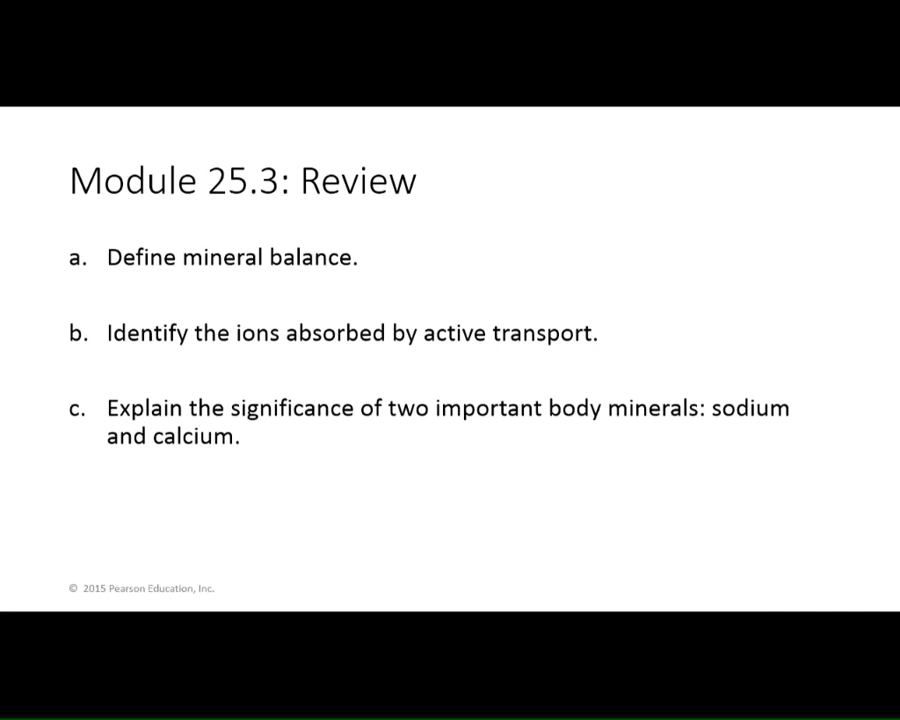 Module 25.3: Review
a. Define mineral balance.
b. Identify the ions absorbed by active transport.
c. Explain the significance of two important body minerals: sodium
and calcium.
© 2015 Pearson Education, Inc.